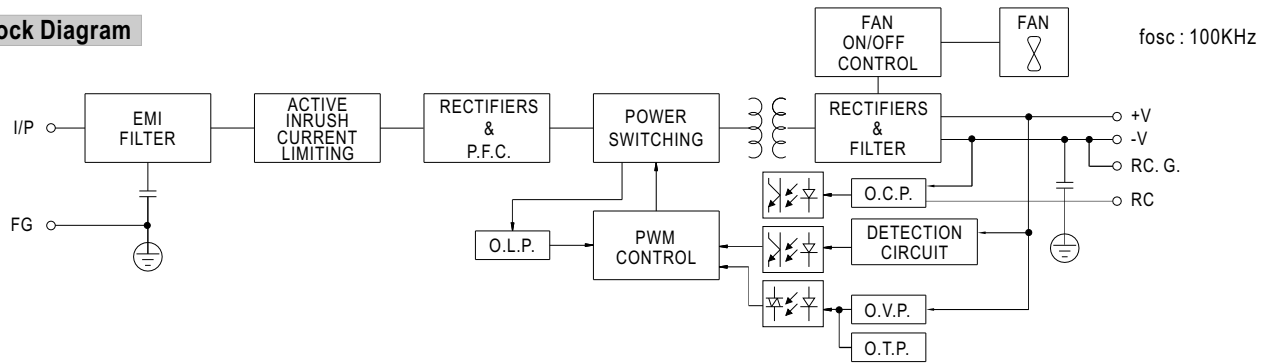 ock Diagram
fosc : 100KHz
FAN
ON/OFF
CONTROL
FAN
I/P
EMI
FILTER
ACTIVE
INRUSH
CURRENT
LIMITING
RECTIFIERS
&
P.F.C.
POWER
SWITCHING
RECTIFIERS
&
FILTER
+V
-V
RC. G.
RC
FG
O.L.P.
PWM
CONTROL
O.C.P.
DETECTION
CIRCUIT
O.V.P.
O.T.P.